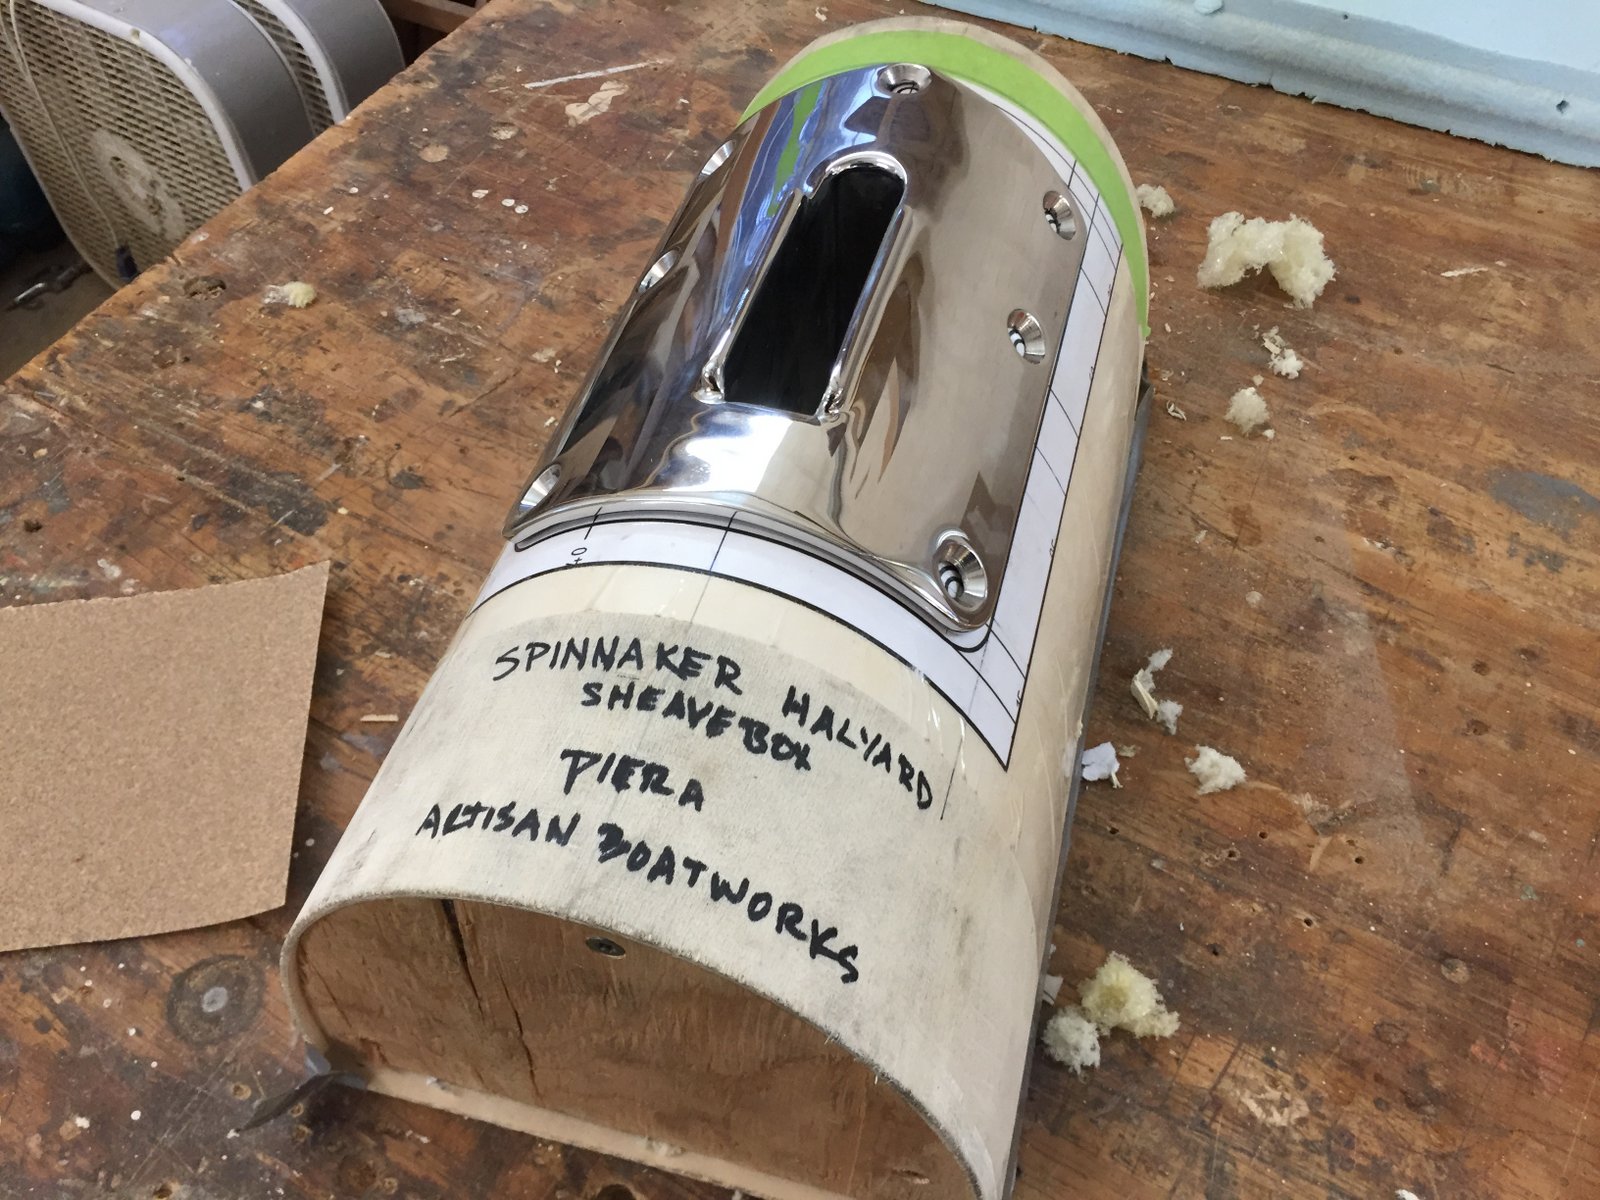 SPINNAKER HALYARD
SHEAVEBOX
PIERA
ARTISAN BOATWORKS